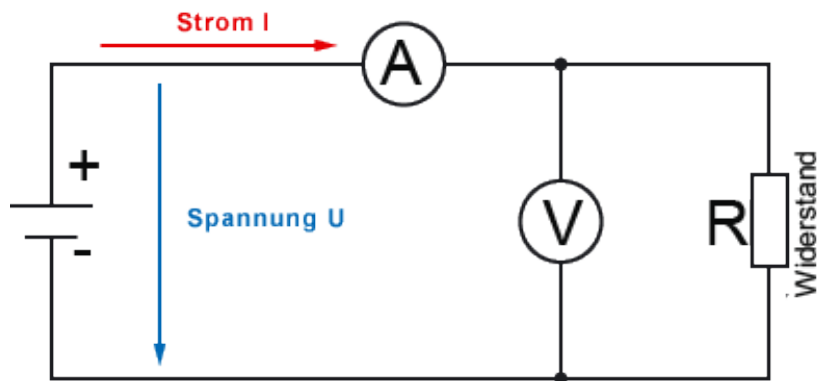 Strom I
A
+
Spannung U
-
V
R
Widerstand